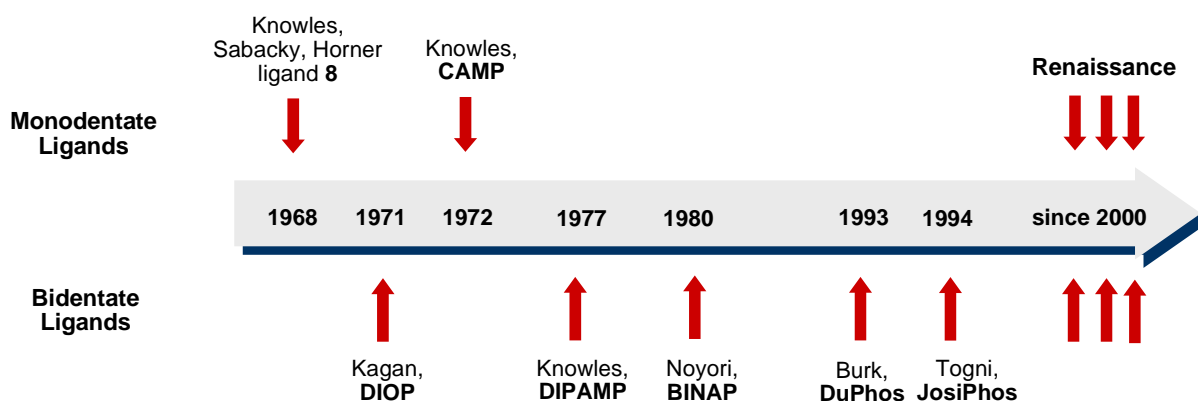 Knowles,
Sabacky, Horner
ligand 8
Knowles,
CAMP
Renaissance
Monodentate
Ligands
1968 1971 1972 1977 1980 1993 1994 since 2000
Bidentate
Ligands
Kagan,
DIOP
Knowles,
DIPAMP
Noyori,
BINAP
Burk,
DuPhos
Togni,
JosiPhos